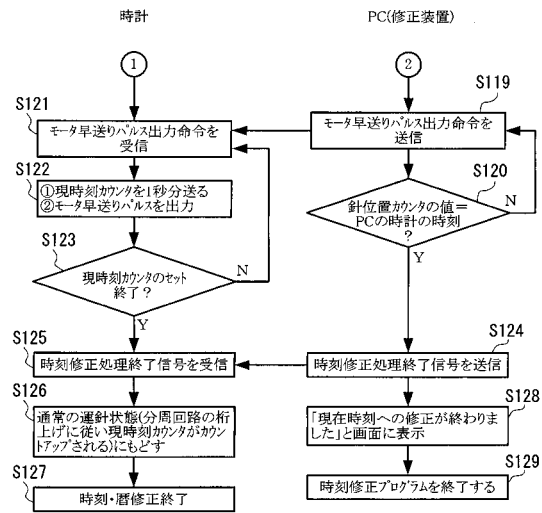 時計
PC(修正装置)
1
2
S121
モータ早送りパルス出力命令を
受信
S119
モータ早送りパルス出力命令を
送信
S122
①現時刻カウンタを1秒分送る
②モータ早送りパルスを出力
S120
針位置カウンタの値=
PCの時計の時刻
?
N
Y
S123
現時刻カウンタのセット
終了?
N
Y
S125
時刻修正処理終了信号を受信
S124
時刻修正処理終了信号を送信
S126
通常の運針状態(分周回路の桁
上げに従い現時刻カウンタがカウ
ントアップされる)にもどす
S128
「現在時刻への修正が終わりま
した」と画面に表示
S127
時刻・暦修正終了
S129
時刻修正プログラムを終了する